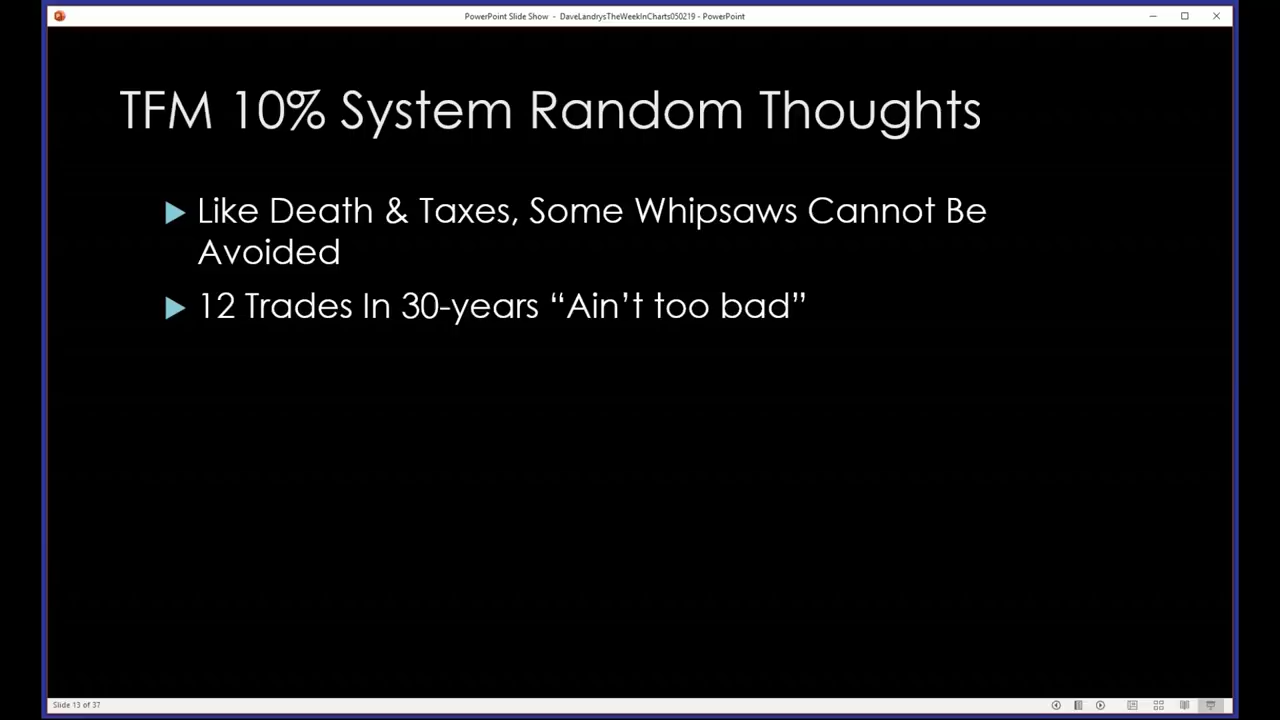 PowerPoint Slide Show - DaveLandrysTheWeekInCharts050219 - PowerPoint
TFM 10% System Random Thoughts
Like Death & Taxes, Some Whipsaws Cannot Be
Avoided
12 Trades In 30-years “Ain’t too bad”
Slide 13 of 37